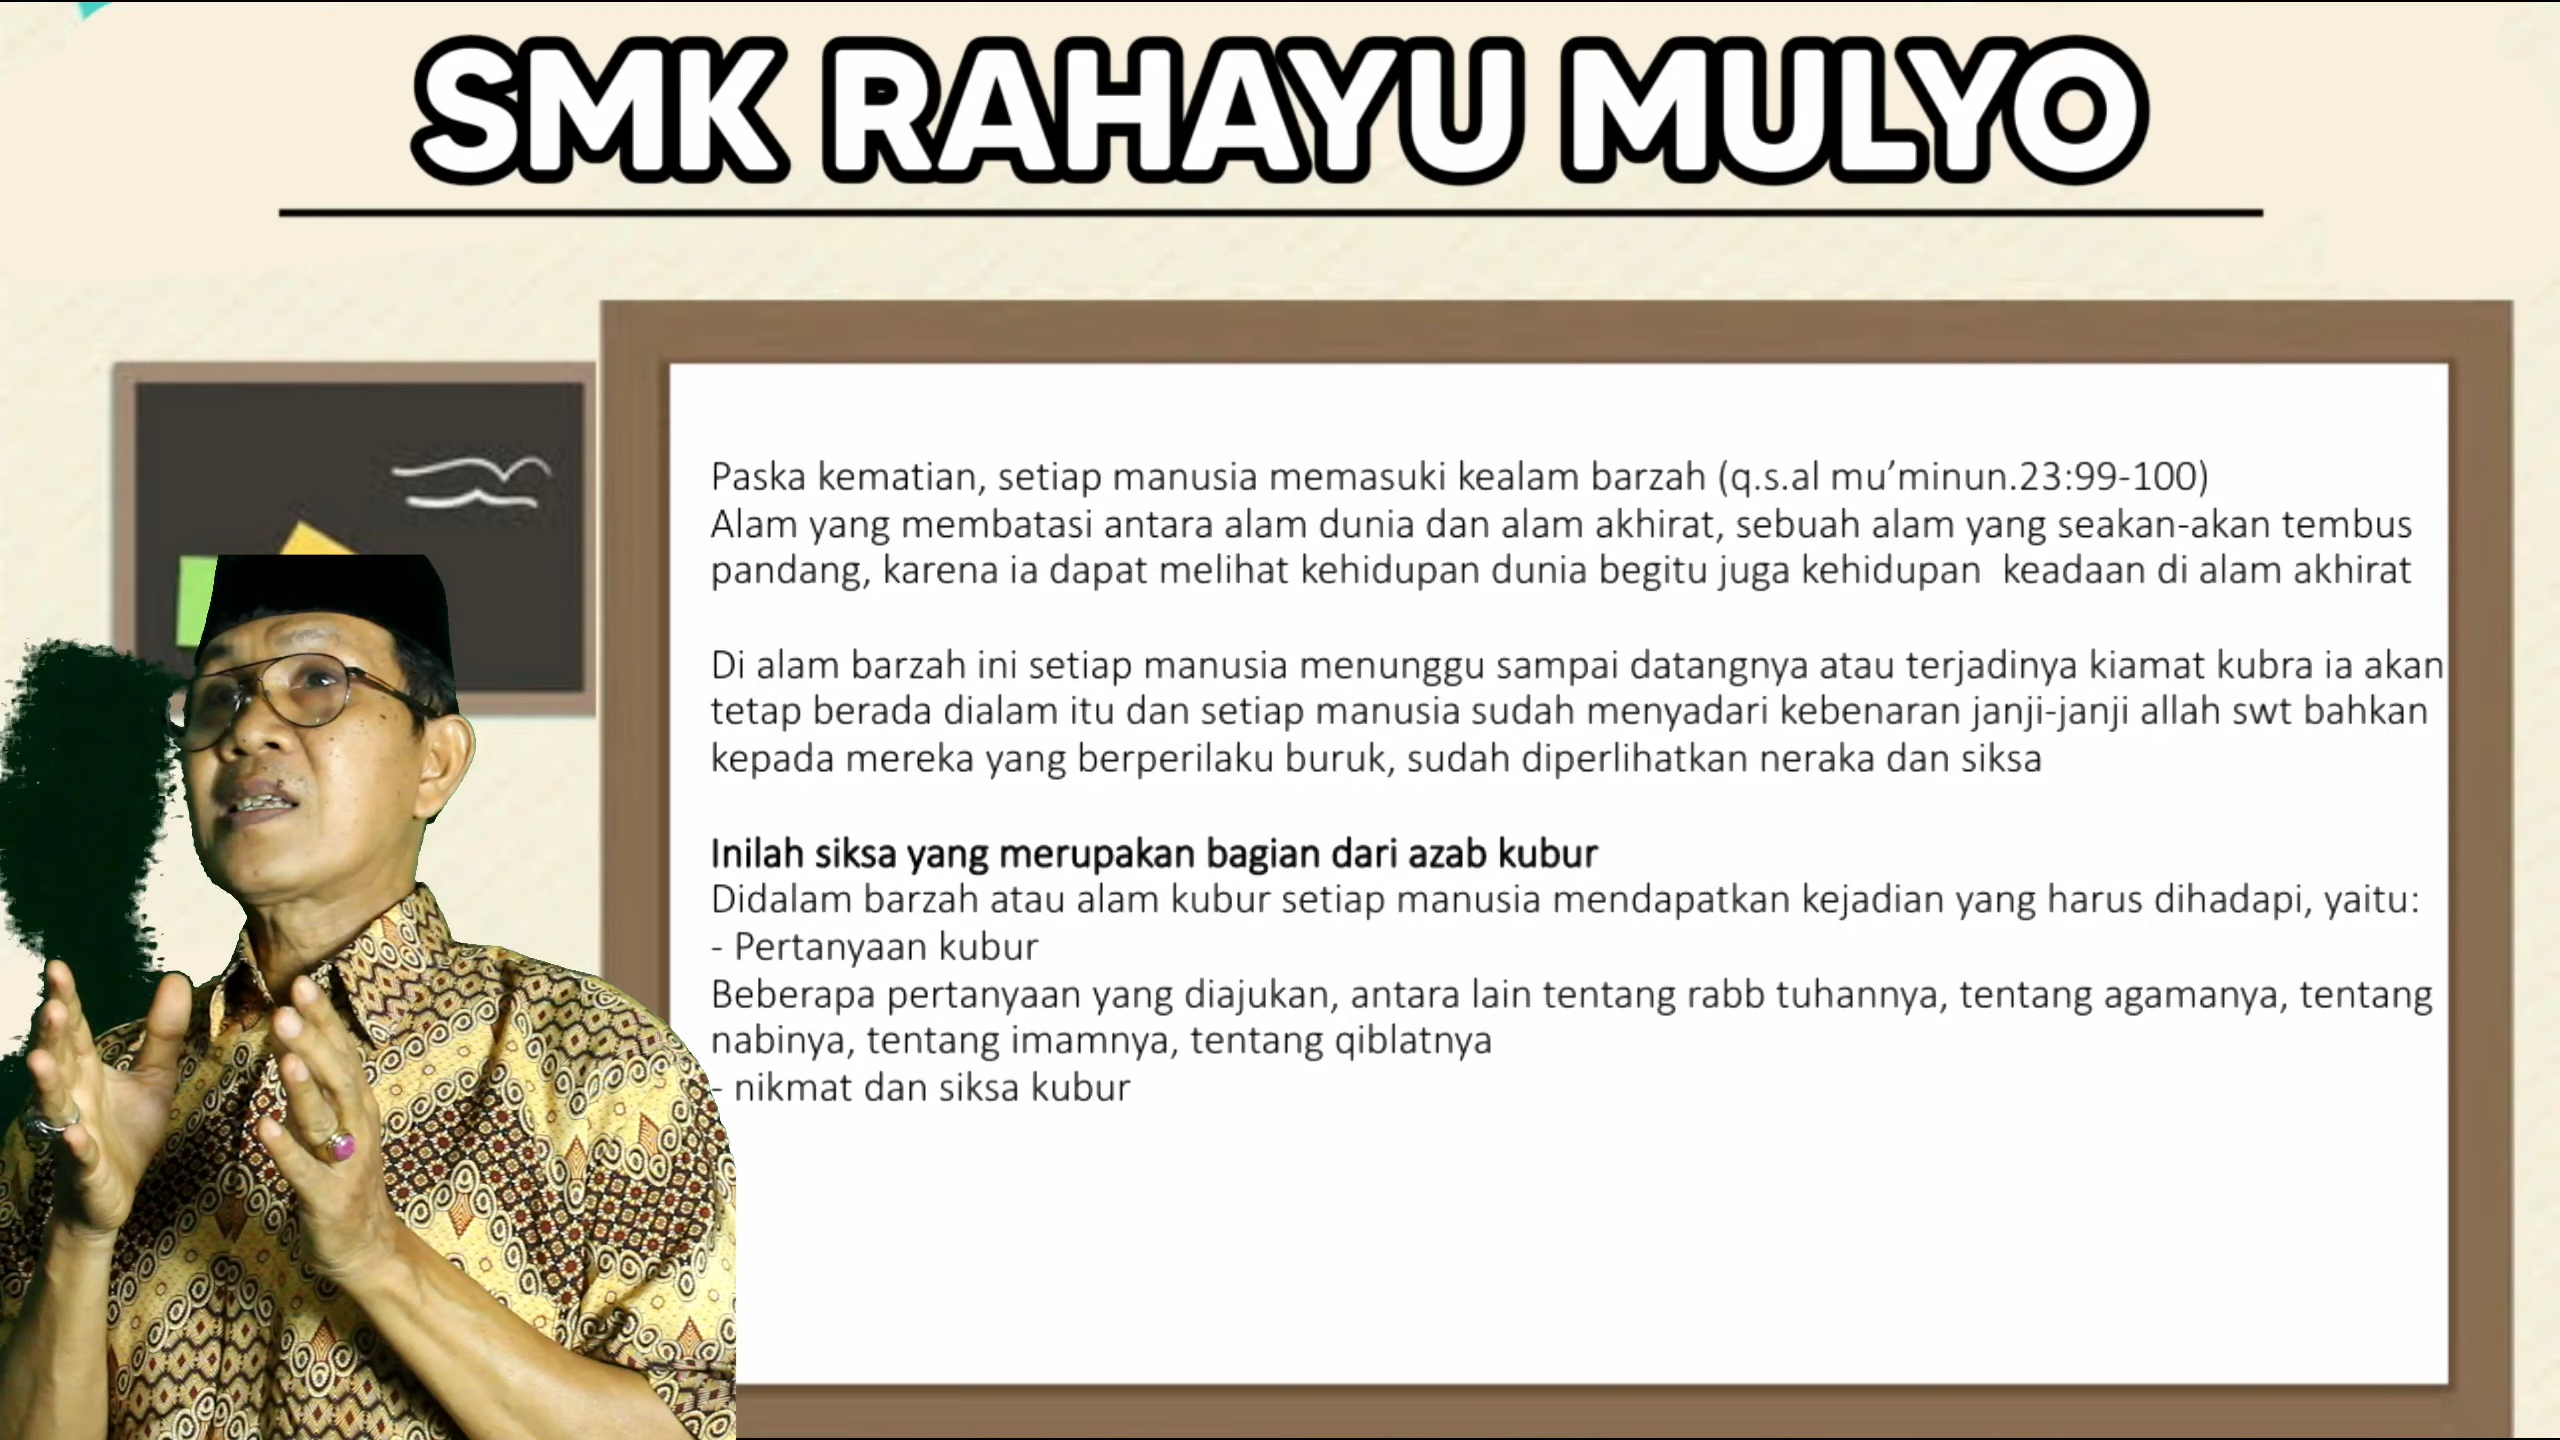 SMK RAHAYU MULYO
Paska kematian, setiap manusia memasuki kealam barzah (q.s.al mu’minun.23:99-100)
Alam yang membatasi antara alam dunia dan alam akhirat, sebuah alam yang seakan-akan tembus
pandang, karena ia dapat melihat kehidupan dunia begitu juga kehidupan  keadaan di alam akhirat
Di alam barzah ini setiap manusia menunggu sampai datangnya atau terjadinya kiamat kubra ia akan
tetap berada dialam itu dan setiap manusia sudah menyadari kebenaran janji-janji allah swt bahkan
kepada mereka yang berperilaku buruk, sudah diperlihatkan neraka dan siksa
Inilah siksa yang merupakan bagian dari azab kubur
Didalam barzah atau alam kubur setiap manusia mendapatkan kejadian yang harus dihadapi, yaitu:
- Pertanyaan kubur
Beberapa pertanyaan yang diajukan, antara lain tentang rabb tuhannya, tentang agamanya, tentang
nabinya, tentang imamnya, tentang qiblatnya
- nikmat dan siksa kubur